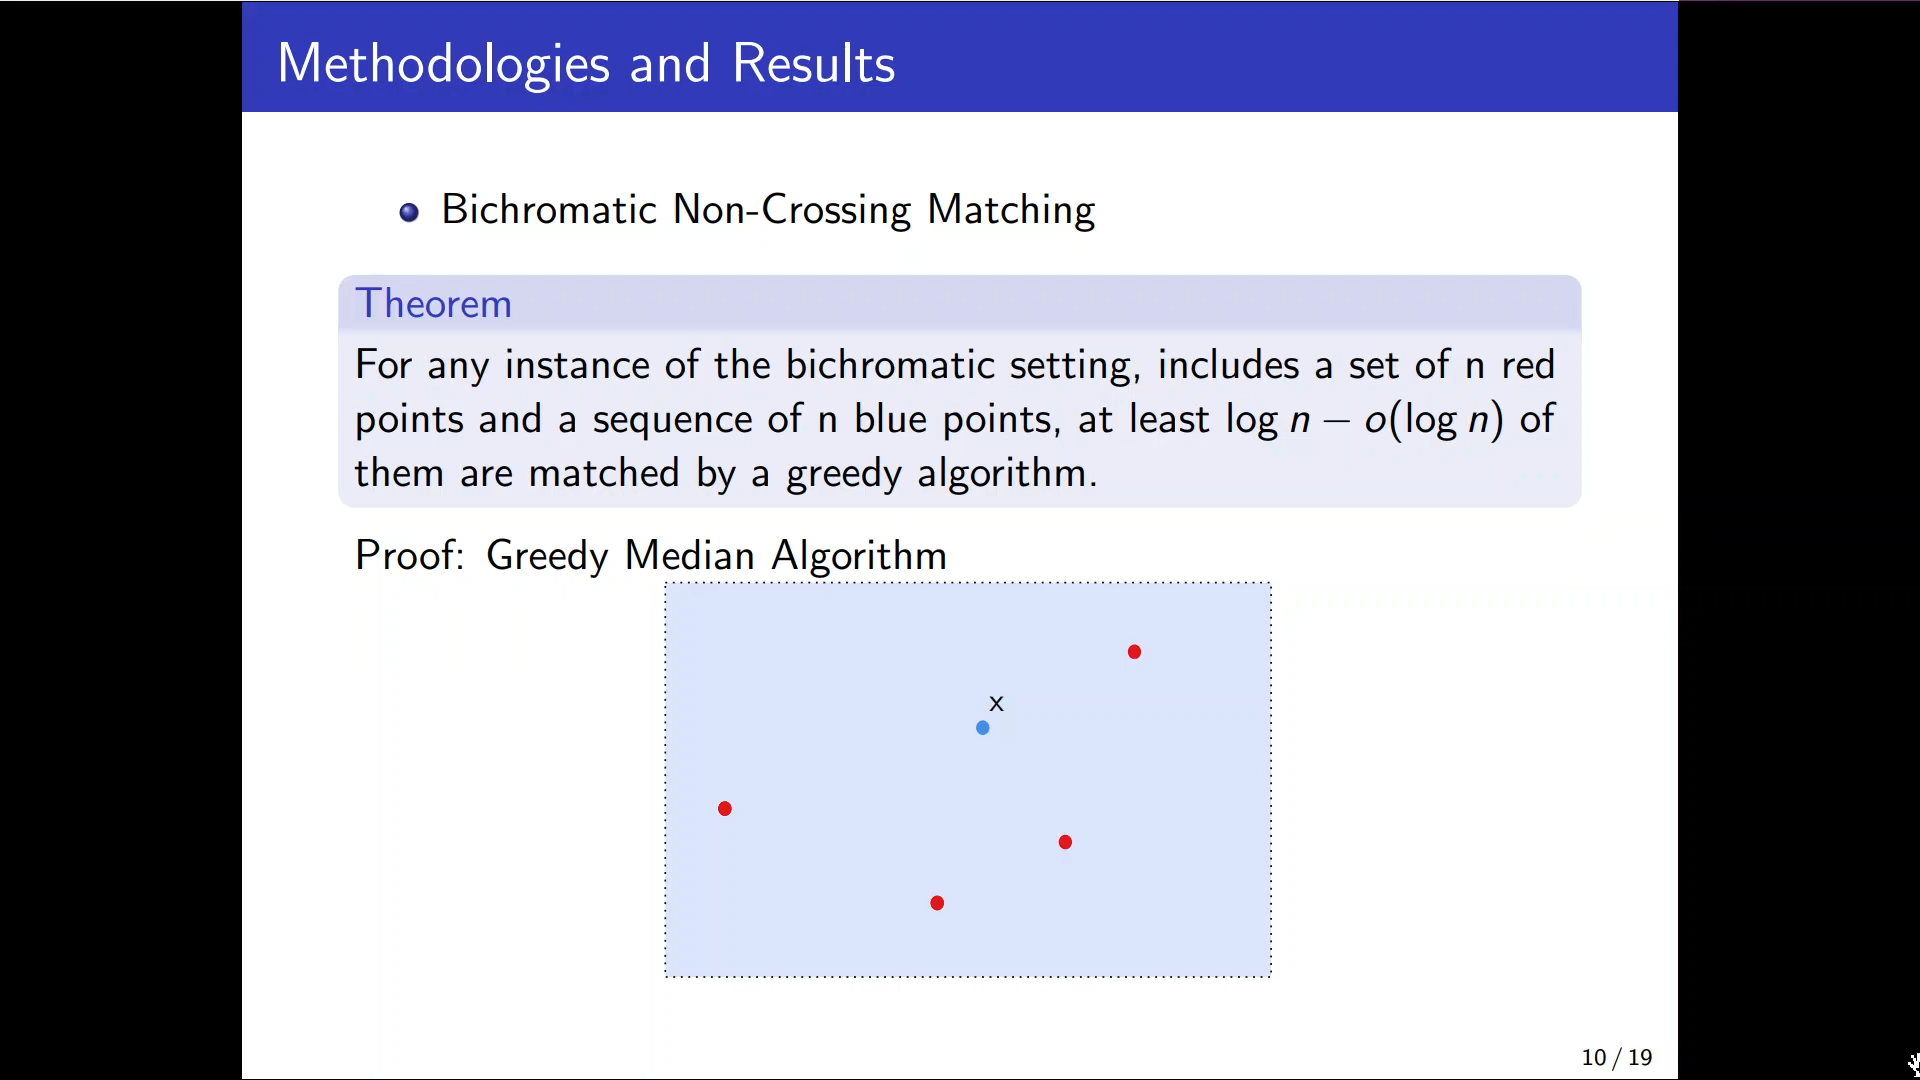 Methodologies and Results
Bichromatic Non-Crossing Matching
Theorem
For any instance of the bichromatic setting, includes a set of n red
points and a sequence of n blue points, at least log n − o(log n) of
them are matched by a greedy algorithm.
Proof: Greedy Median Algorithm
x
10 / 19